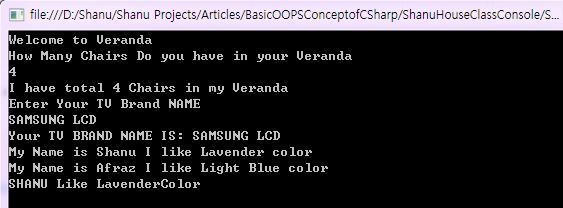 file:///D:/Shanu/Shanu Projects/Articles/BasicOOPSConceptofCSharp/ShanuHouseClassConsole/S...
Welcome to Veranda
How Many Chairs Do you have in your Veranda
4
I have total 4 Chairs in my Veranda
Enter Your TV Brand NAME
SAMSUNG LCD
Your TV BRAND NAME IS: SAMSUNG LCD
My Name is Shanu I like Lavender color
My Name is Afraz I like Light Blue color
SHANU Like LavenderColor